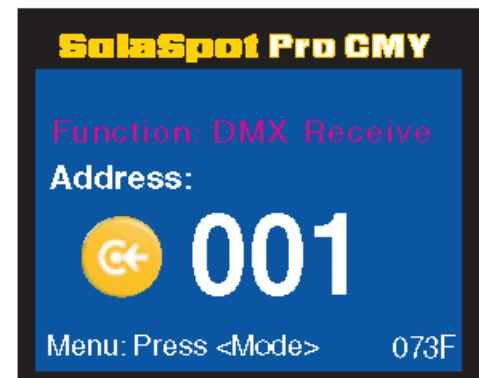 SolaSpot Pro CMY
Function: DMX Receive
Address:
001
Menu: Press <Mode> 073F